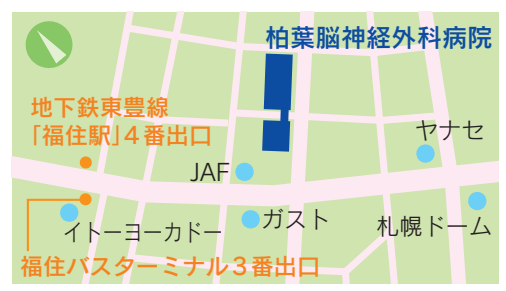 柏葉脳神経外科病院
地下鉄東豊線
「福住駅」4番出口
ヤナセ
JAF
イトーヨーカドー
ガスト
札幌ドーム
福住バスターミナル3番出口